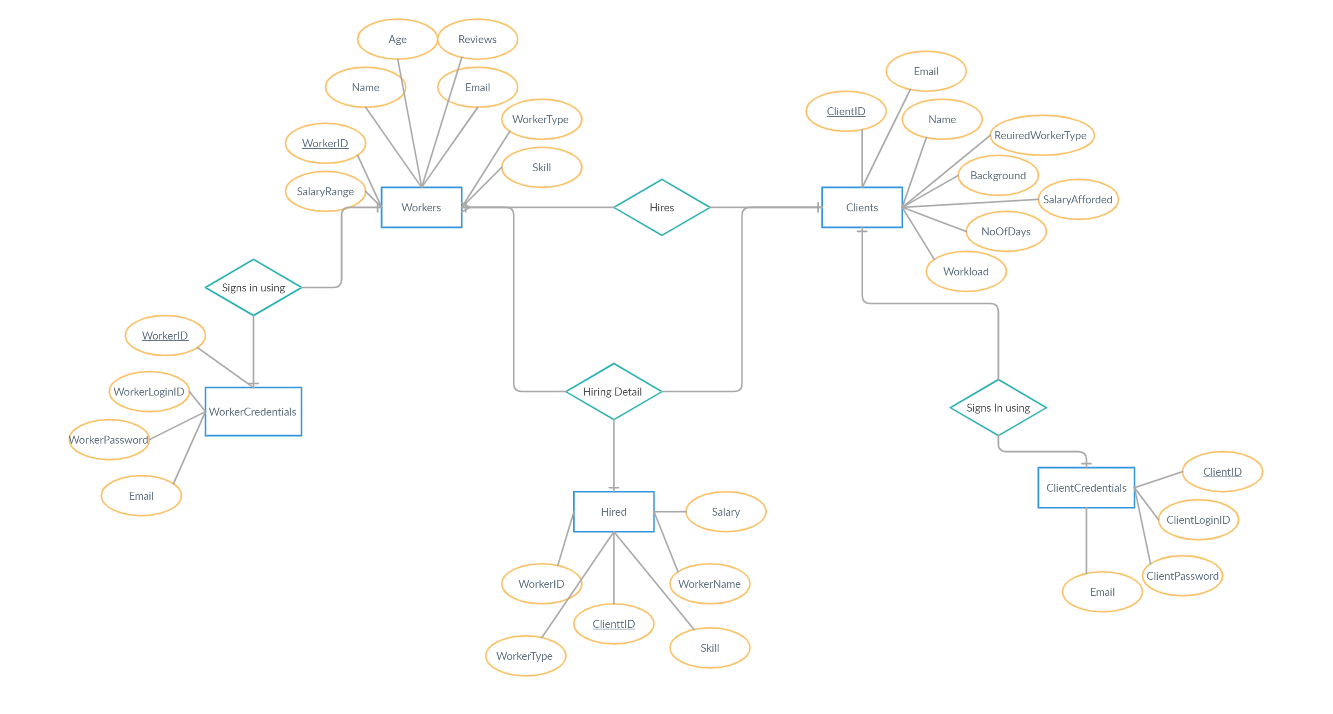 Age
Reviews
Email
Name
Email
ClientID
Name
WorkerType
ReuiredWorkerType
WorkerID
Skill
Background
SalaryRange
SalaryAfforded
Workers
Hires
Clients
NoOfDays
Workload
Signs in using
WorkerID
WorkerLoginID
Hiring Detail
WorkerCredentials
Signs In using
WorkerPassword
ClientID
ClientCredentials
Email
Hired
Salary
ClientLoginID
WorkerID
WorkerName
ClientPassword
Email
ClienttID
Skill
WorkerType